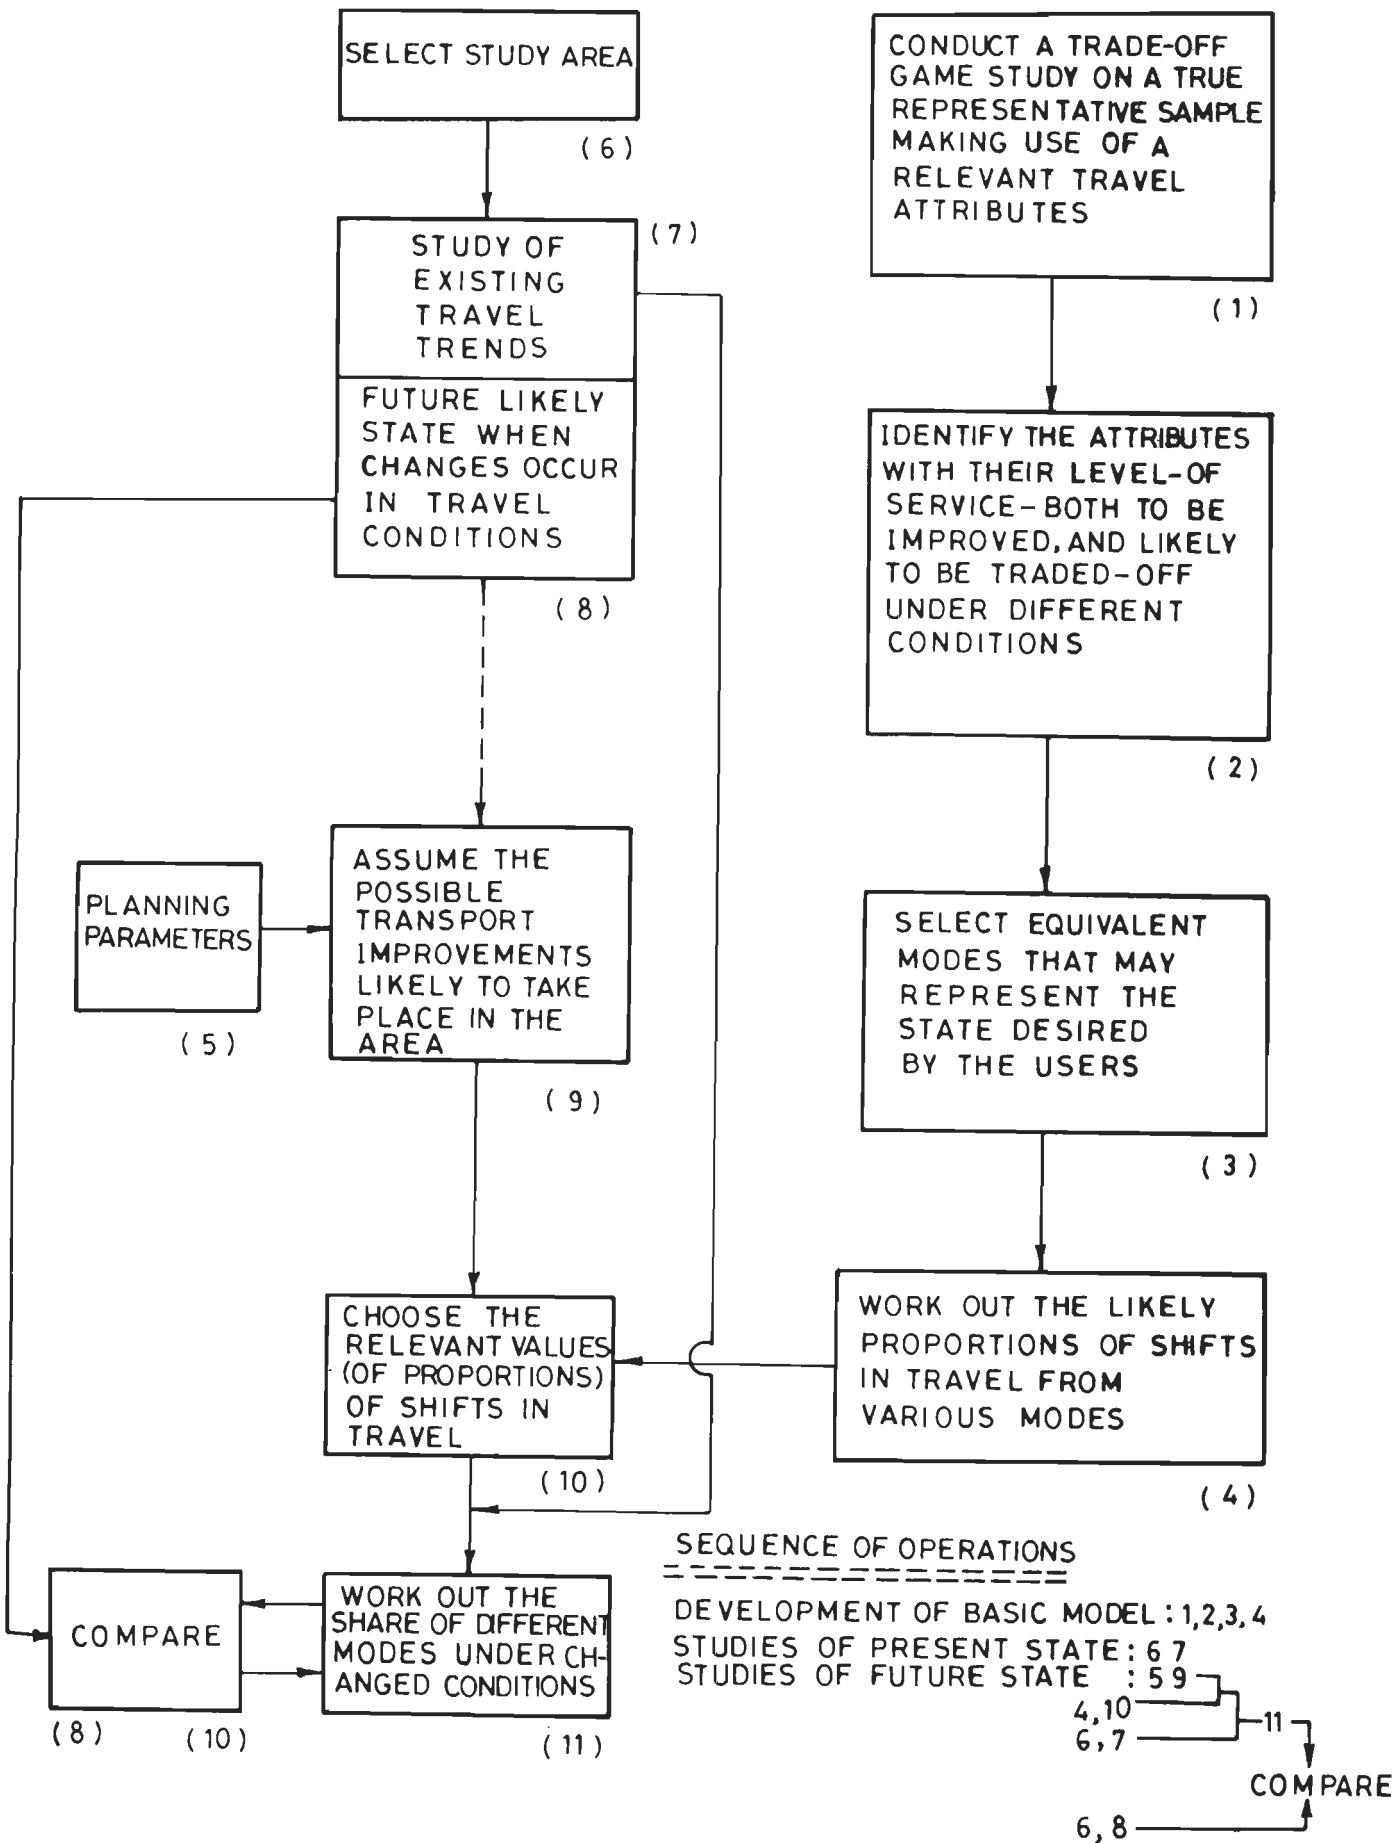 SELECT STUDY AREA
(6)
STUDY OF
EXISTING
TRAVEL
TRENDS
(7)
FUTURE LIKELY
STATE WHEN
CHANGES OCCUR
IN TRAVEL
CONDITIONS
(8)
PLANNING
PARAMETERS
(5)
ASSUME THE
POSSIBLE
TRANSPORT
IMPROVEMENTS
LIKELY TO TAKE
PLACE IN THE
AREA
(9)
CHOOSE THE
RELEVANT VALUES
(OF PROPORTIONS)
OF SHIFTS IN
TRAVEL
(10)
COMPARE
(8) (10)
WORK OUT THE
SHARE OF DIFFERENT
MODES UNDER CH-
ANGED CONDITIONS
(11)
CONDUCT A TRADE-OFF
GAME STUDY ON A TRUE
REPRESENTATIVE SAMPLE
MAKING USE OF A
RELEVANT TRAVEL
ATTRIBUTES
(1)
IDENTIFY THE ATTRIBUTES
WITH THEIR LEVEL-OF
SERVICE-BOTH TO BE
IMPROVED, AND LIKELY
TO BE TRADED-OFF
UNDER DIFFERENT
CONDITIONS
(2)
SELECT EQUIVALENT
MODES THAT MAY
REPRESENT THE
STATE DESIRED
BY THE USERS
(3)
WORK OUT THE LIKELY
PROPORTIONS OF SHIFTS
IN TRAVEL FROM
VARIOUS MODES
(4)
SEQUENCE OF OPERATIONS
DEVELOPMENT OF BASIC MODEL : 1,2,3,4
STUDIES OF PRESENT STATE : 6 7
STUDIES OF FUTURE STATE : 5 9
4,10
6,7
11
COMPARE
6,8